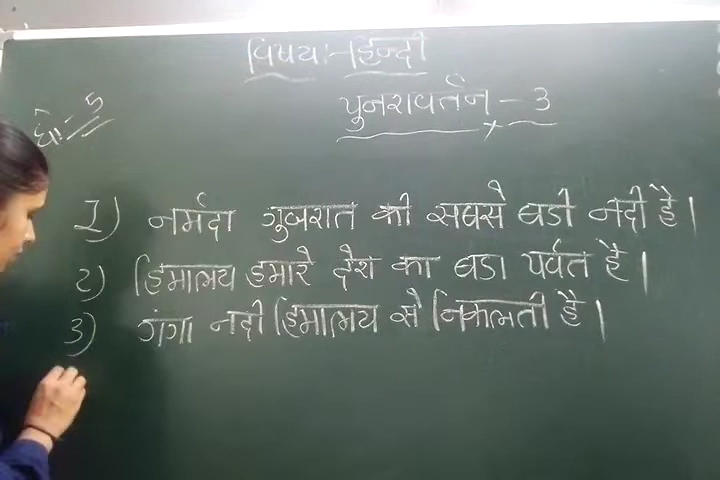 विषय:- हिन्दी
धो:- 5
पुनरावर्तन - 3
1) नर्मदा गुजरात की सबसे बडी नदी है।
2) हिमालय हमारे देश का बडा पर्वत है।
3) गंगा नदी हिमालय से निकलती है।